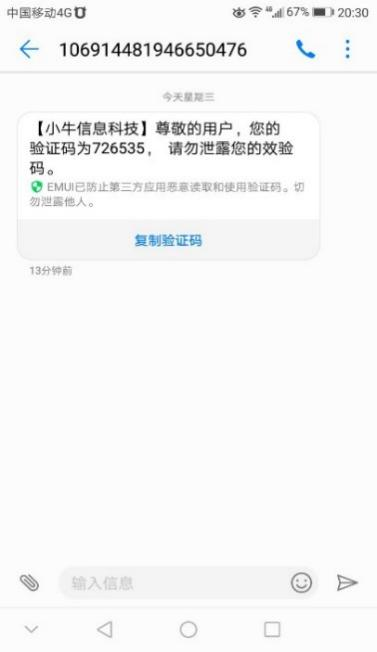 中国移动4G 67% 20:30
106914481946650476
今天星期三
【小牛信息科技】尊敬的用户，您的
验证码为726535， 请勿泄露您的效验
码。
EMUI已防止第三方应用恶意读取和使用验证码。切
勿泄露他人。
复制验证码
13分钟前
输入信息